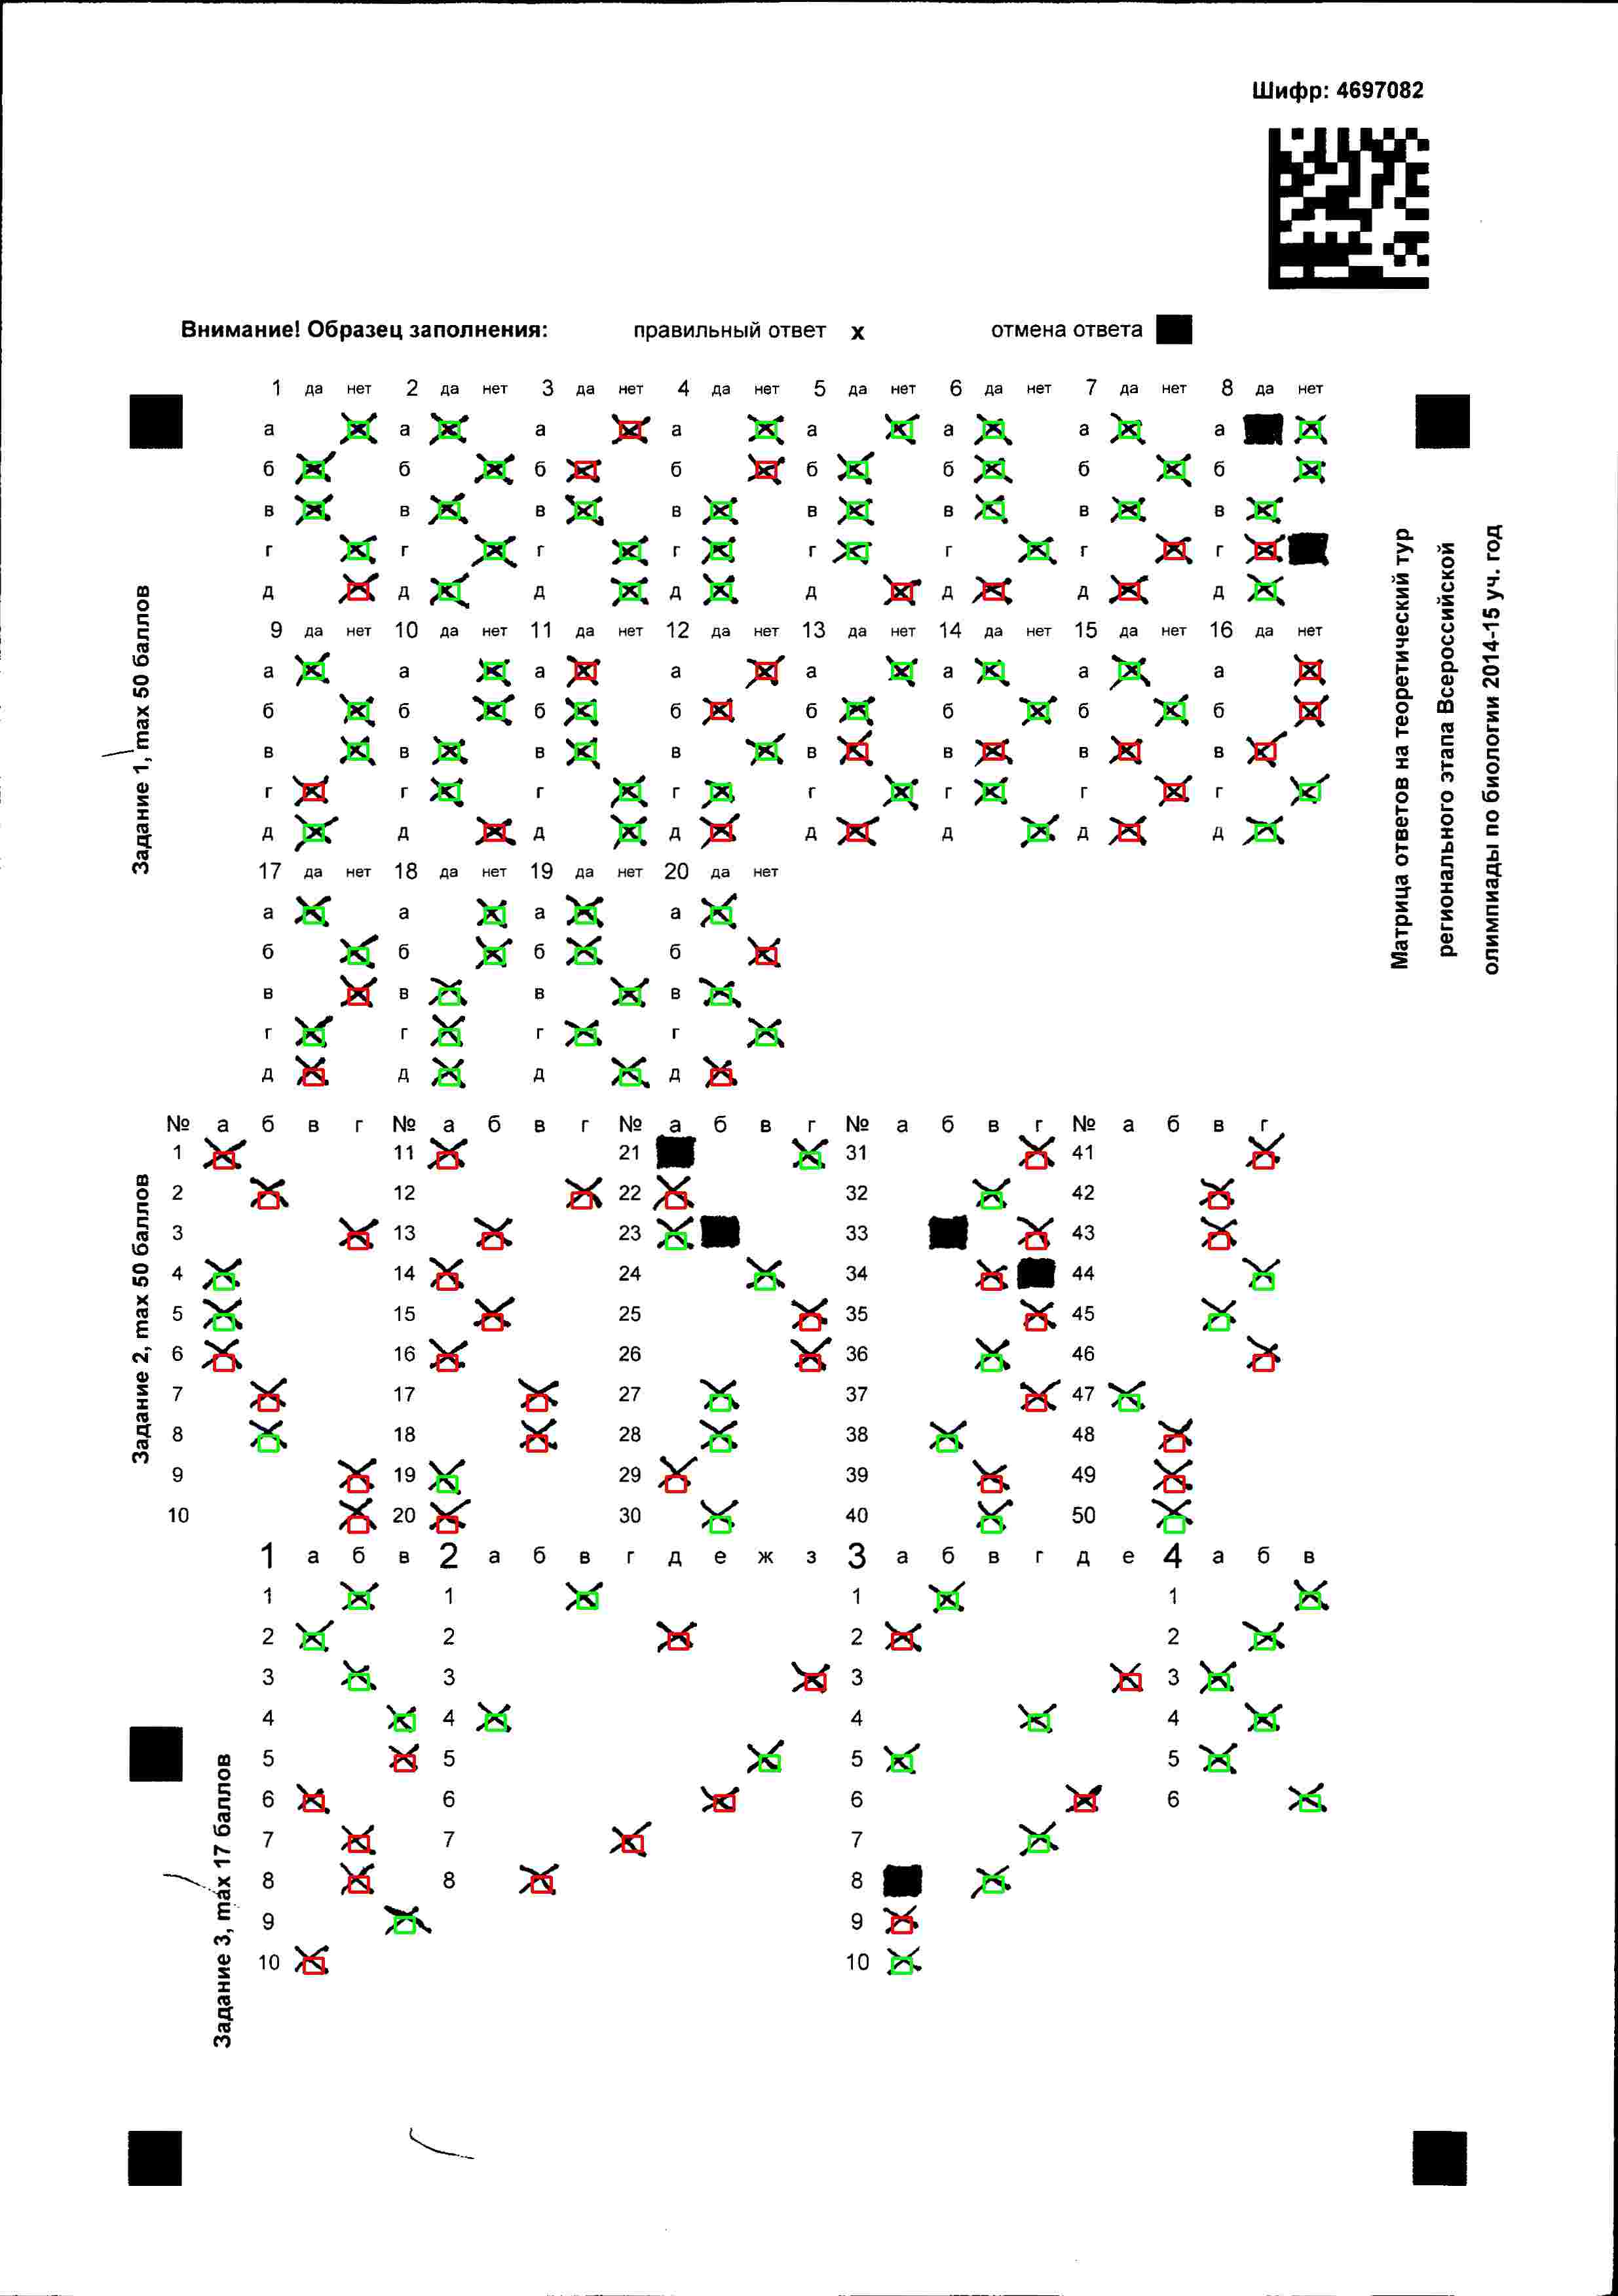 Шифр: 4697082
Внимание! Образец заполнения: правильный ответ х отмена ответа
1 да нет 2 да нет 3 да нет 4 да нет 5 да нет 6 да нет 7 да нет 8 да нет
а а а а а а а а
б б б б б б б б
в в в в в в в в
г г г г г г г г
д д д д д д д д
9 да нет 10 да нет 11 да нет 12 да нет 13 да нет 14 да нет 15 да нет 16 да нет
а а а а а а а а
б б б б б б б б
в в в в в в в в
г г г г г г г г
д д д д д д д д
17 да нет 18 да нет 19 да нет 20 да нет
а а а а
б б б б
в в в в
г г г г
д д д д
Задание 1, max 50 баллов
Матрица ответов на теоретический тур
регионального этапа Всероссийской
олимпиады по биологии 2014-15 уч. год
№ а б в г № а б в г № а б в г № а б в г № а б в г
1 11 21 31 41
2 12 22 32 42
3 13 23 33 43
4 14 24 34 44
5 15 25 35 45
6 16 26 36 46
7 17 27 37 47
8 18 28 38 48
9 19 29 39 49
10 20 30 40 50
Задание 2, max 50 баллов
1 а б в 2 а б в г д е ж з 3 а б в г д е 4 а б в
1 1 1 1
2 2 2 2
3 3 3 3
4 4 4 4
5 5 5 5
6 6 6 6
7 7 7
8 8 8
9 9
10 10
Задание 3, max 17 баллов